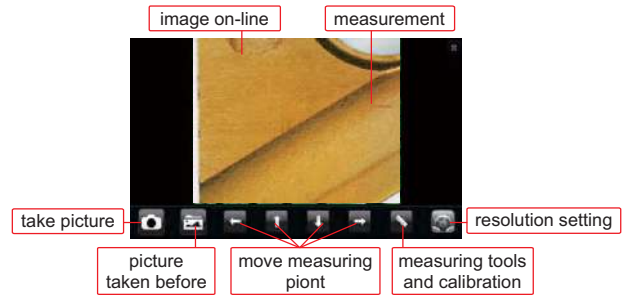 image on-line
measurement
take picture
resolution setting
picture
taken before
move measuring
piont
measuring tools
and calibration